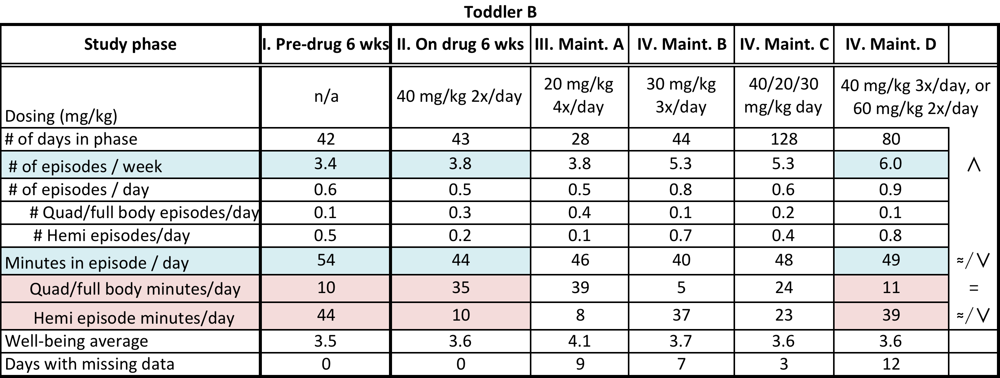 Toddler B
Study phase I. Pre-drug 6 wks II. On drug 6 wks III. Maint. A IV. Maint. B IV. Maint. C IV. Maint. D
Dosing (mg/kg) n/a 40 mg/kg 2x/day 20 mg/kg 4x/day 30 mg/kg 3x/day 40/20/30 mg/kg day 40 mg/kg 3x/day, or 60 mg/kg 2x/day
# of days in phase 42 43 28 44 128 80
# of episodes / week 3.4 3.8 3.8 5.3 5.3 6.0 ∧
# of episodes / day 0.6 0.5 0.5 0.8 0.6 0.9
# Quad/full body episodes/day 0.1 0.3 0.4 0.1 0.2 0.1
# Hemi episodes/day 0.5 0.2 0.1 0.7 0.4 0.8
Minutes in episode / day 54 44 46 40 48 49 ≈/∨
Quad/full body minutes/day 10 35 39 5 24 11 =
Hemi episode minutes/day 44 10 8 37 23 39 ≈/∨
Well-being average 3.5 3.6 4.1 3.7 3.6 3.6
Days with missing data 0 0 9 7 3 12